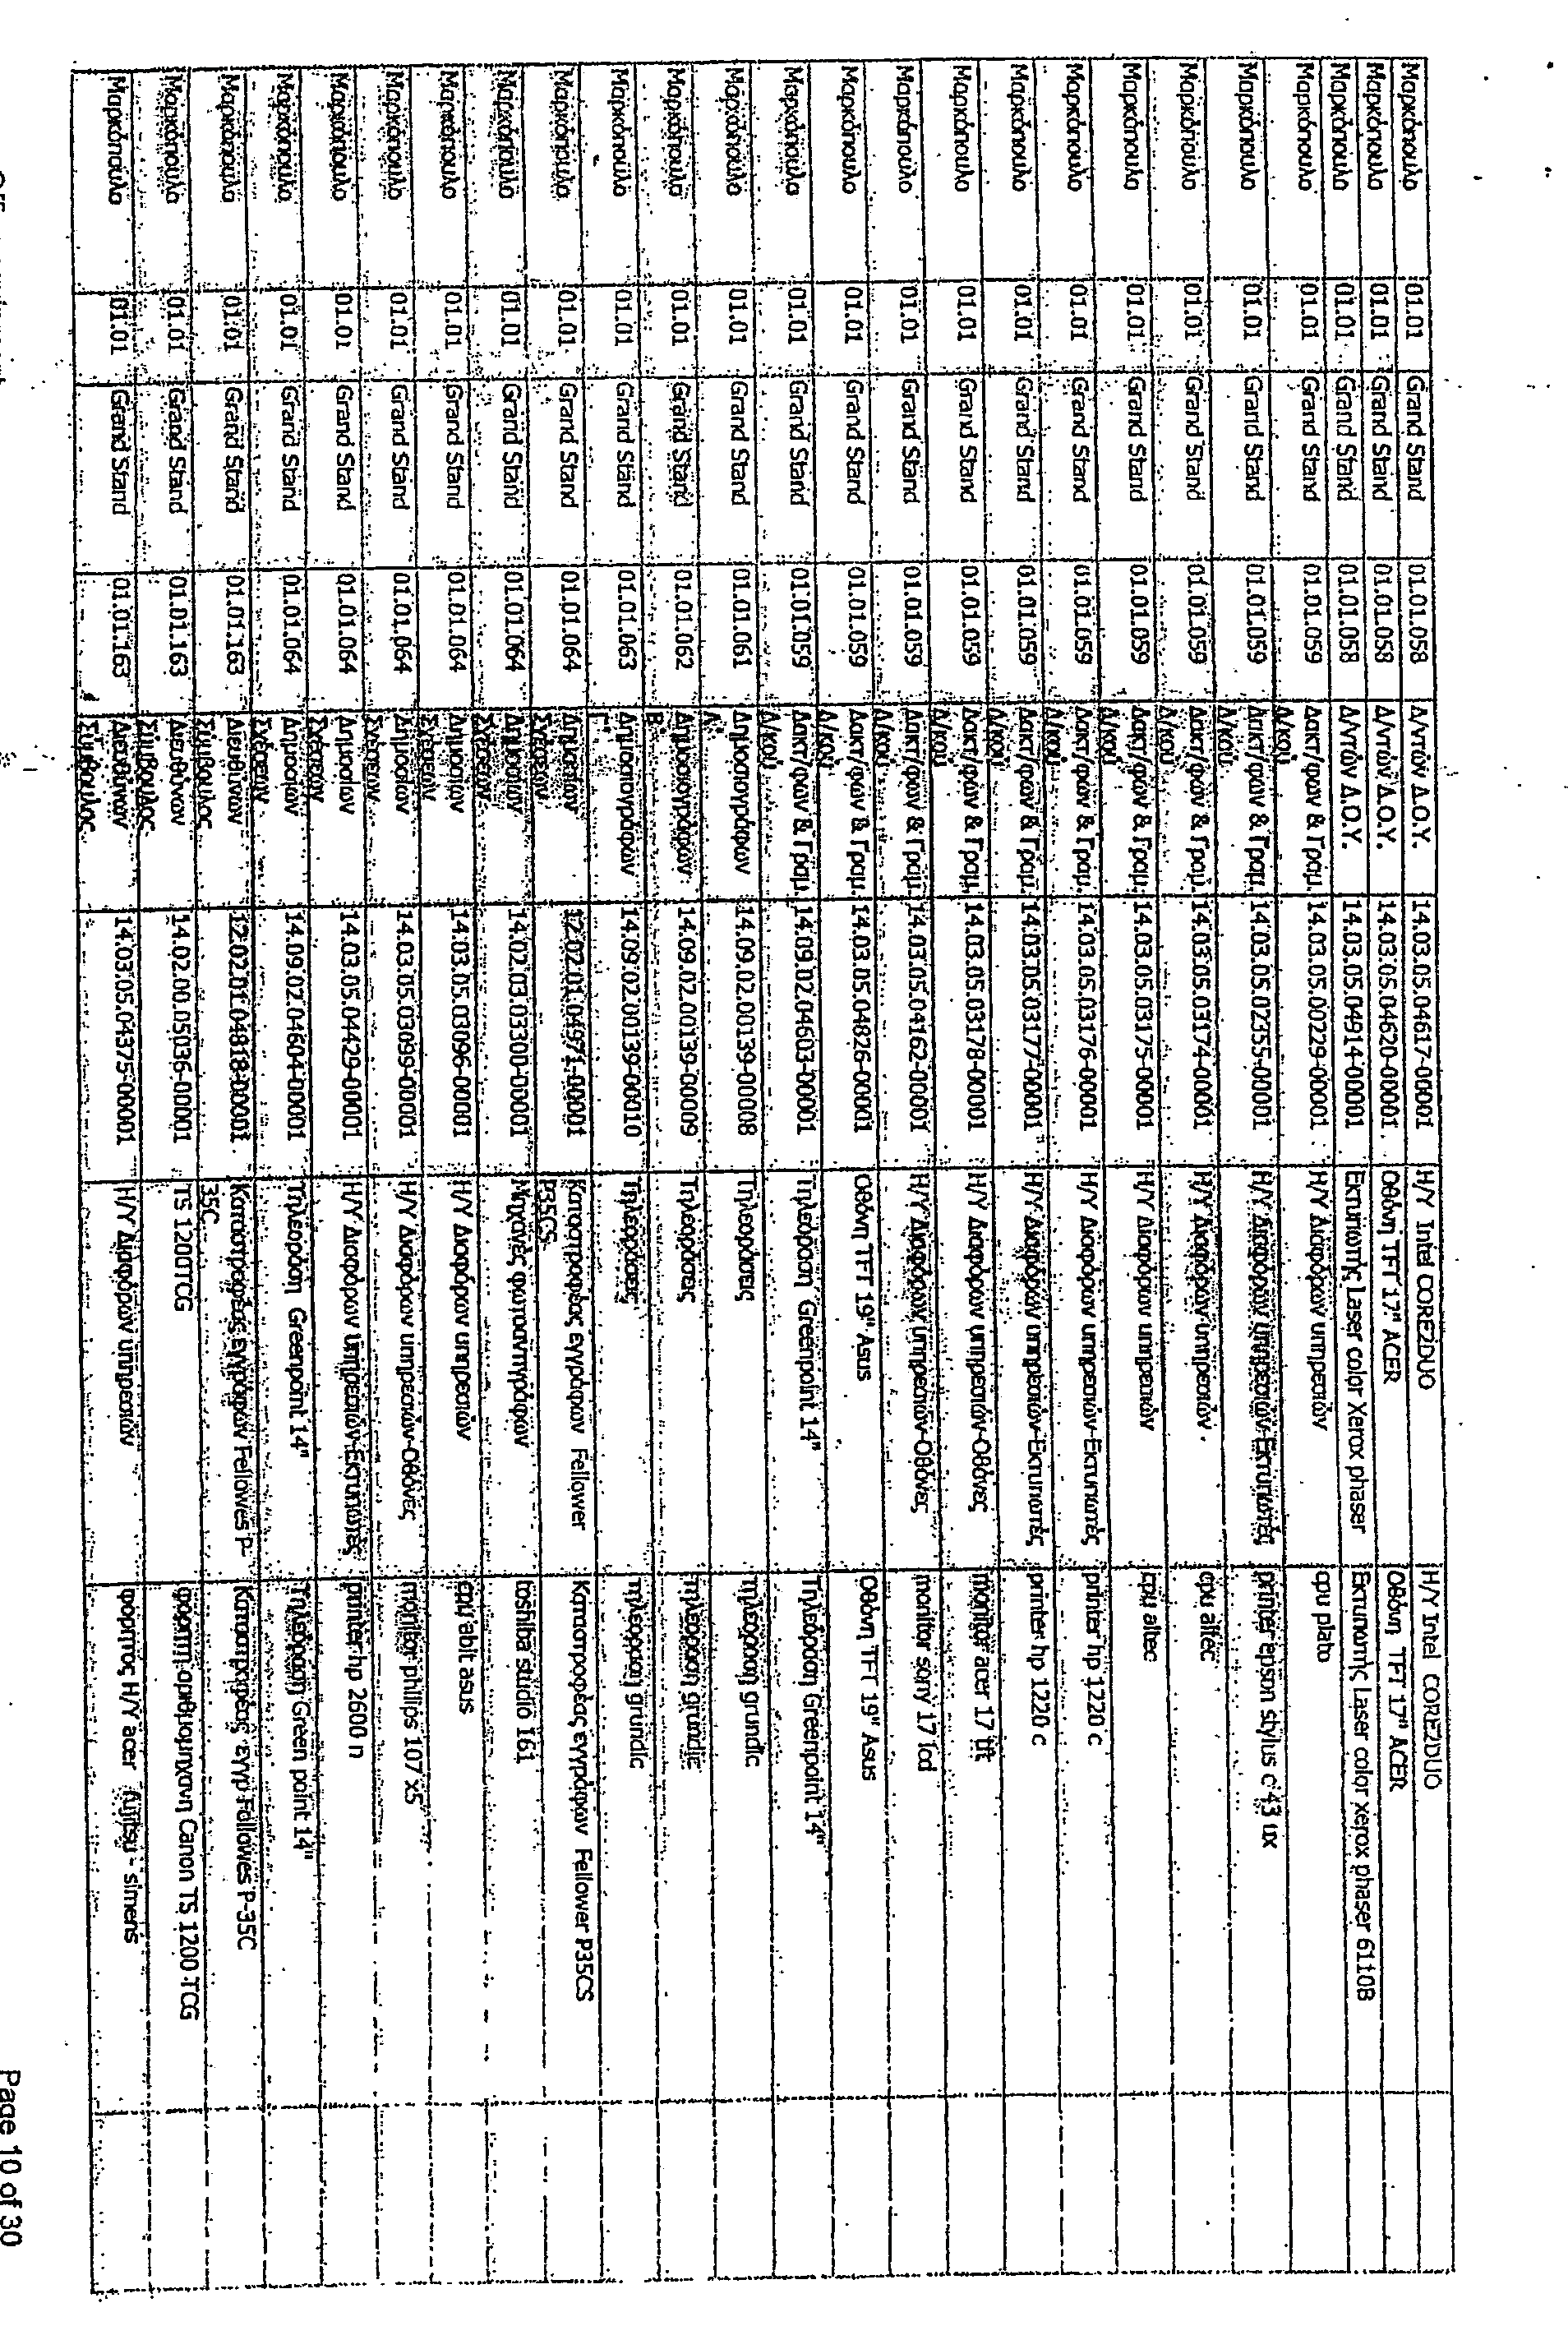 Μαρκόπουλο 01.01 Grand Stand 01.01.058 Δ/ντών Δ.Ο.Υ. 14.03.05.04617-00001 Η/Υ Intel CORE2DUO Η/Υ Intel CORE2DUO
Μαρκόπουλο 01.01 Grand Stand 01.01.058 Δ/ντών Δ.Ο.Υ. 14.03.05.04620-00001 Οθόνη TFT 17" ACER Οθόνη TFT 17" ACER
Μαρκόπουλο 01.01 Grand Stand 01.01.058 Δ/ντών Δ.Ο.Υ. 14.03.05.04914-00001 Εκτυπωτής Laser color Xerox phaser Εκτυπωτής Laser color xerox phaser 6110B
Μαρκόπουλο 01.01 Grand Stand 01.01.059 Δακτ/φων & Γραμ. 14.03.05.00229-00001 Η/Υ Διαφόρων υπηρεσιών cpu plato
Δ/κού
Μαρκόπουλο 01.01 Grand Stand 01.01.059 Δακτ/φων & Γραμ. 14.03.05.02355-00001 Η/Υ Διαφόρων υπηρεσιών-Εκτυπωτές printer epson stylus c 43 ux
Δ/κού
Μαρκόπουλο 01.01 Grand Stand 01.01.059 Δακτ/φων & Γραμ. 14.03.05.03174-00001 Η/Υ Διαφόρων υπηρεσιών cpu altec
Δ/κού
Μαρκόπουλο 01.01 Grand Stand 01.01.059 Δακτ/φων & Γραμ. 14.03.05.03175-00001 Η/Υ Διαφόρων υπηρεσιών cpu altec
Δ/κού
Μαρκόπουλο 01.01 Grand Stand 01.01.059 Δακτ/φων & Γραμ. 14.03.05.03176-00001 Η/Υ Διαφόρων υπηρεσιών-Εκτυπωτές printer hp 1220 c
Δ/κού
Μαρκόπουλο 01.01 Grand Stand 01.01.059 Δακτ/φων & Γραμ. 14.03.05.03177-00001 Η/Υ Διαφόρων υπηρεσιών-Εκτυπωτές printer hp 1220 c
Δ/κού
Μαρκόπουλο 01.01 Grand Stand 01.01.059 Δακτ/φων & Γραμ. 14.03.05.03178-00001 Η/Υ Διαφόρων υπηρεσιών-Οθόνες monitor acer 17
Δ/κού
Μαρκόπουλο 01.01 Grand Stand 01.01.059 Δακτ/φων & Γραμ. 14.03.05.04162-00001 Η/Υ Διαφόρων υπηρεσιών-Οθόνες monitor sony 17 lcd
Δ/κού
Μαρκόπουλο 01.01 Grand Stand 01.01.059 Δακτ/φων & Γραμ. 14.03.05.04826-00001 Οθόνη TFT 19" Asus Οθόνη TFT 19" Asus
Δ/κού
Μαρκόπουλο 01.01 Grand Stand 01.01.059 Δακτ/φων & Γραμ. 14.09.02.04603-00001 Τηλεόραση Greenpoint 14" Τηλεόραση Greenpoint 14"
Δ/κού
Μαρκόπουλο 01.01 Grand Stand 01.01.061 Δημοσιογράφων 14.09.02.00139-00008 Τηλεοράσεις τηλεόραση grundic
Α'
Μαρκόπουλο 01.01 Grand Stand 01.01.062 Δημοσιογράφων 14.09.02.00139-00009 Τηλεοράσεις τηλεόραση grundic
Β'
Μαρκόπουλο 01.01 Grand Stand 01.01.063 Δημοσιογράφων 14.09.02.00139-00010 Τηλεοράσεις τηλεόραση grundic
Γ'
Μαρκόπουλο 01.01 Grand Stand 01.01.064 Δημοσίων 12.02.01.04971-00001 Καταστροφέας εγγράφων Fellower Καταστροφέας εγγράφων Fellower P35CS
Σχέσεων P35CS
Μαρκόπουλο 01.01 Grand Stand 01.01.064 Δημοσίων 14.02.03.03300-00001 Μηχανές φωτοαντιγράφων toshiba studio 161
Σχέσεων
Μαρκόπουλο 01.01 Grand Stand 01.01.064 Δημοσίων 14.03.05.03096-00001 Η/Υ Διαφόρων υπηρεσιών cpu abit asus
Σχέσεων
Μαρκόπουλο 01.01 Grand Stand 01.01.064 Δημοσίων 14.03.05.03099-00001 Η/Υ Διαφόρων υπηρεσιών-Οθόνες monitor philips 107 x5
Σχέσεων
Μαρκόπουλο 01.01 Grand Stand 01.01.064 Δημοσίων 14.03.05.04429-00001 Η/Υ Διαφόρων υπηρεσιών-Εκτυπωτές printer hp 2600 n
Σχέσεων
Μαρκόπουλο 01.01 Grand Stand 01.01.064 Δημοσίων 14.09.02.04604-00001 Τηλεόραση Greenpoint 14" Τηλεόραση Green point 14"
Σχέσεων
Μαρκόπουλο 01.01 Grand Stand 01.01.163 Διευθύνων 12.02.01.04818-00001 Καταστροφέας εγγράφων Fellowes P- Καταστροφέας εγγρ Fellowes P-35C
Σύμβουλος 35C
Μαρκόπουλο 01.01 Grand Stand 01.01.163 Διευθύνων 14.02.00.05036-00001 TS 1200TCG φορητή αριθμομηχανη Canon TS 1200 TCG
Σύμβουλος
Μαρκόπουλο 01.01 Grand Stand 01.01.163 Διευθύνων 14.03.05.04375-00001 Η/Υ Διαφόρων υπηρεσιών φορητός Η/Υ acer fujitsu - simens
Σύμβουλος
Page 10 of 30